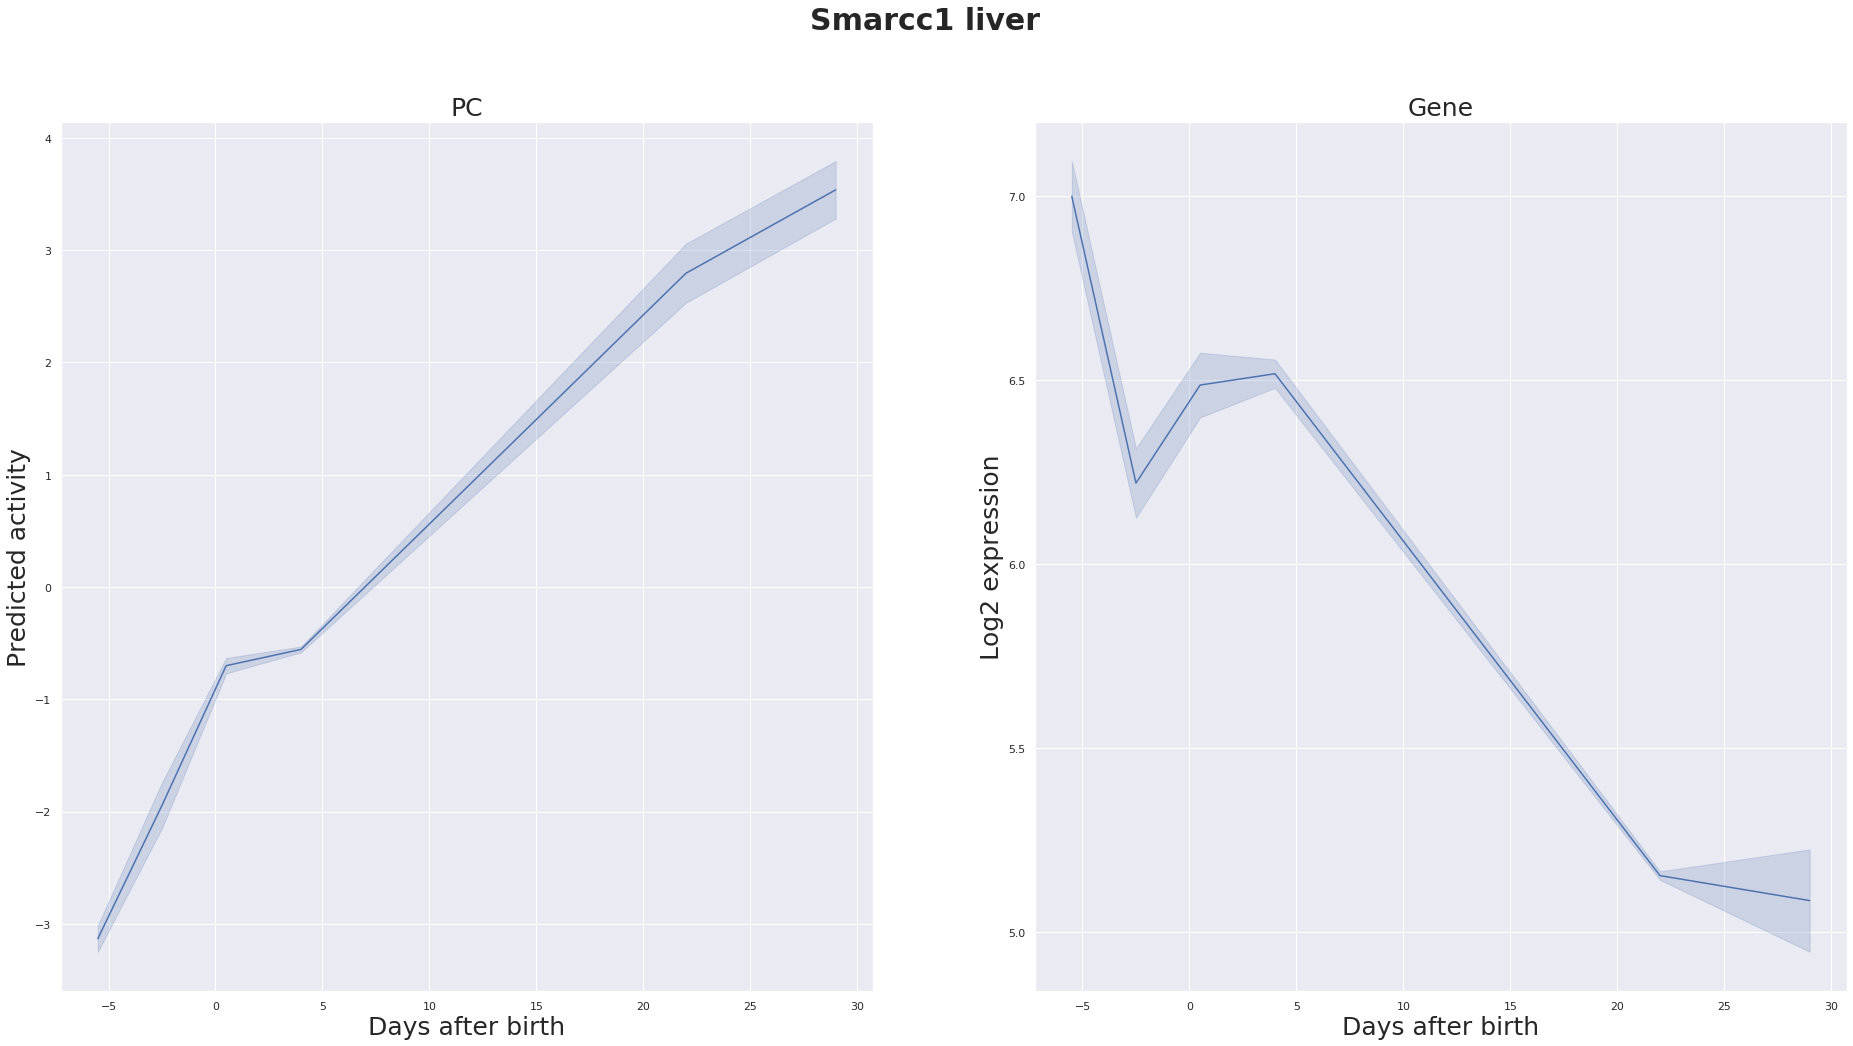 Smarcc1 liver
PC
Predicted activity
4
3
2
1
0
−1
−2
−3
−5 0 5 10 15 20 25 30
Days after birth
Gene
Log2 expression
7.0
6.5
6.0
5.5
5.0
−5 0 5 10 15 20 25 30
Days after birth